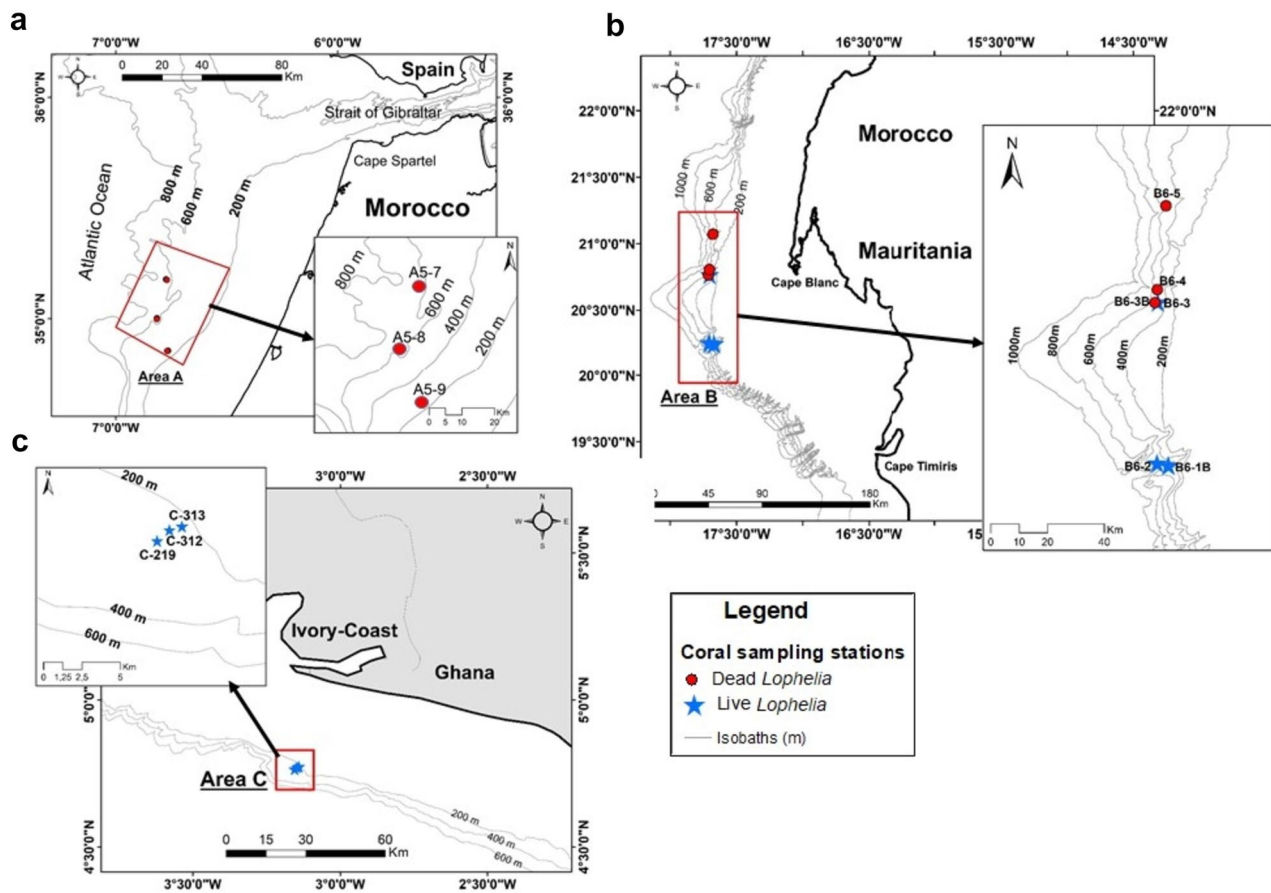 a
7°0'0"W
6°0'0"W
N
W
E
S
0
20
40
60
80
Km
Spain
36°0'0"N
36°0'0"N
Strait of Gibraltar
Cape Spartel
Atlantic Ocean
800 m
600 m
200 m
Morocco
35°0'0"N
Area A
7°0'0"W
N
A5-7
800 m
600 m
A5-8
400 m
200 m
A5-9
0
5
10
20
Km
b
17°30'0"W
16°30'0"W
15°30'0"W
14°30'0"W
N
W
E
S
22°0'0"N
22°0'0"N
Morocco
1000 m
600 m
200 m
21°30'0"N
21°0'0"N
Mauritania
Cape Blanc
20°30'0"N
20°0'0"N
Area B
19°30'0"N
Cape Timiris
0
45
90
180
Km
17°30'0"W
16°30'0"W
N
B6-5
B6-4
B6-3B
B6-3
1000m
800m
600m
400m
200m
B6-2
B6-1B
0
10
20
40
Km
c
N
200 m
C-313
C-312
C-219
400 m
600 m
0
1,25
2,5
5
Km
3°0'0"W
2°30'0"W
N
W
E
S
5°30'0"N
Ivory-Coast
Ghana
5°0'0"N
5°0'0"N
Area C
200 m
400 m
600 m
0
15
30
60
Km
4°30'0"N
4°30'0"N
3°30'0"W
3°0'0"W
2°30'0"W
Legend
Coral sampling stations
Dead Lophelia
Live Lophelia
Isobaths (m)